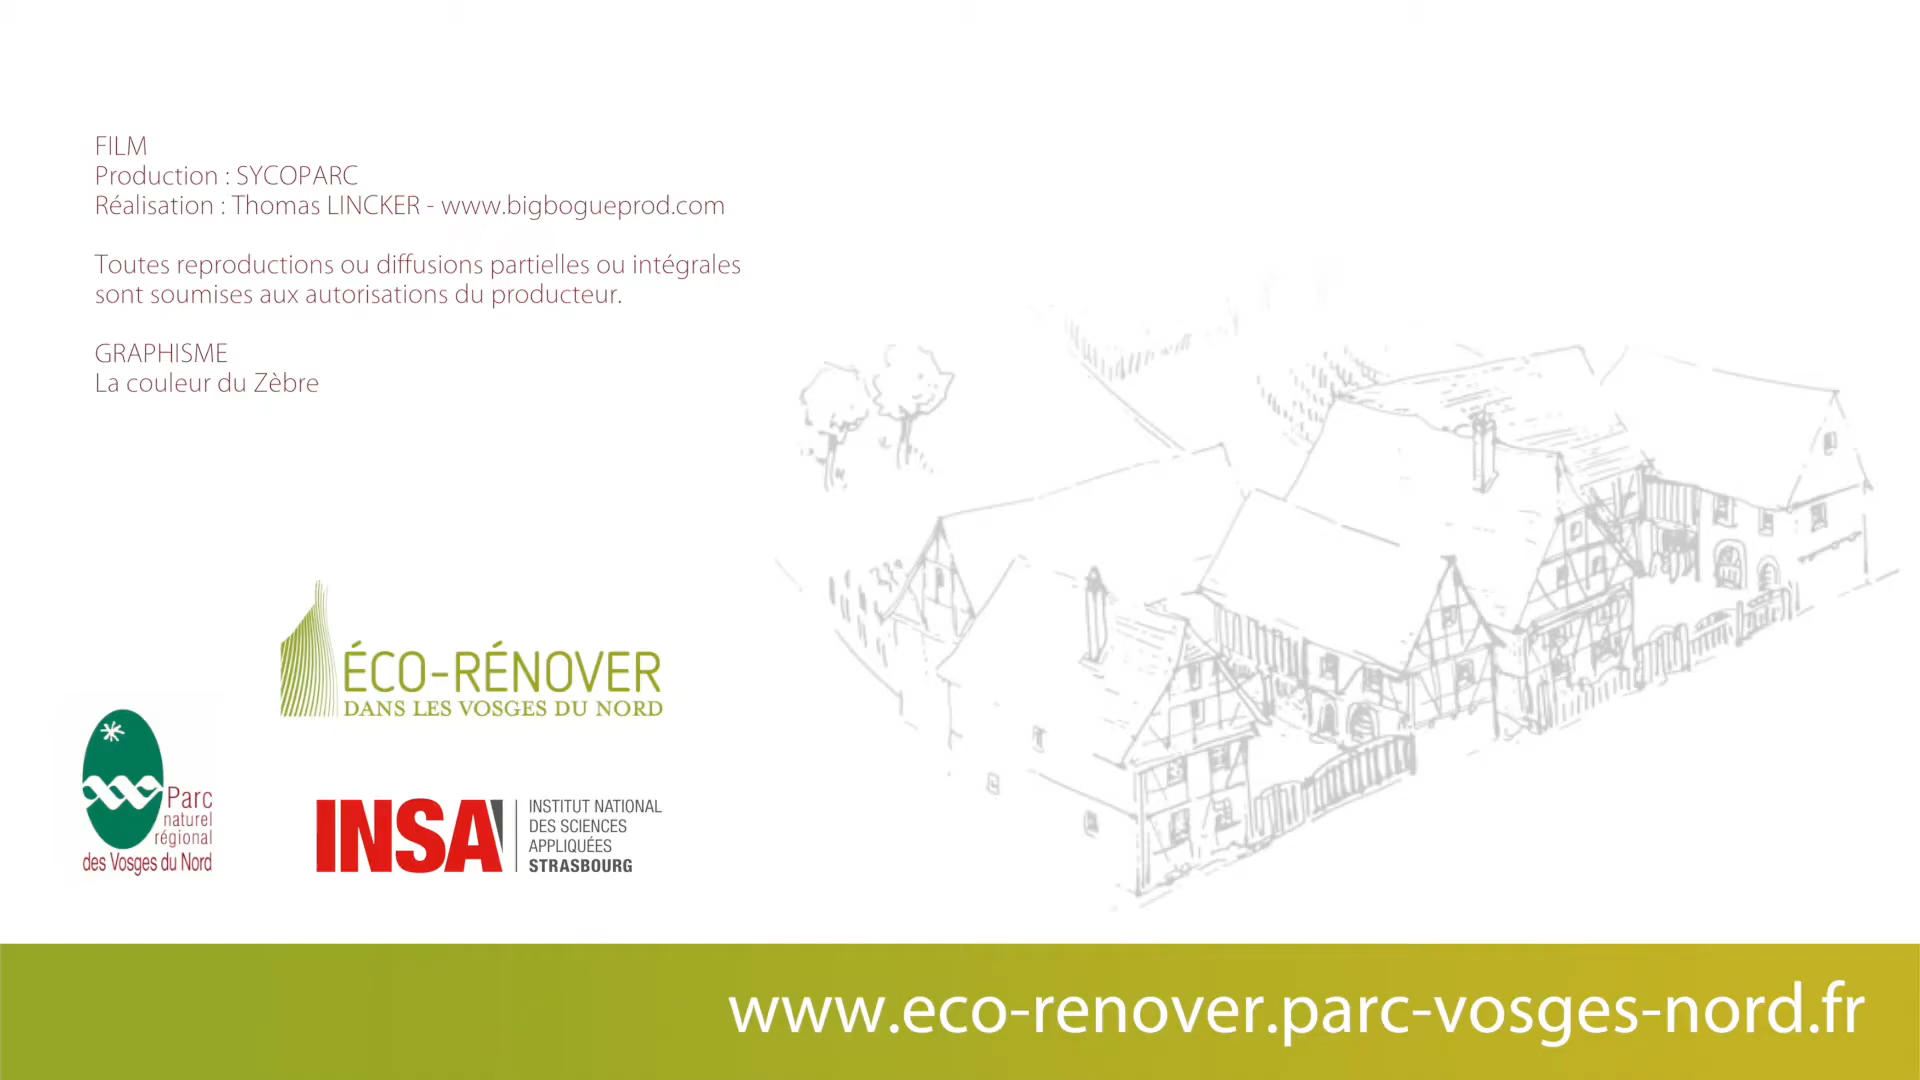 FILM
Production : SYCOPARC
Réalisation : Thomas LINCKER - www.bigbogueprod.com
Toutes reproductions ou diffusions partielles ou intégrales
sont soumises aux autorisations du producteur.
GRAPHISME
La couleur du Zèbre
ÉCO-RÉNOVER
DANS LES VOSGES DU NORD
Parc
naturel
régional
des Vosges du Nord
INSA
INSTITUT NATIONAL
DES SCIENCES
APPLIQUÉES
STRASBOURG
www.eco-renover.parc-vosges-nord.fr